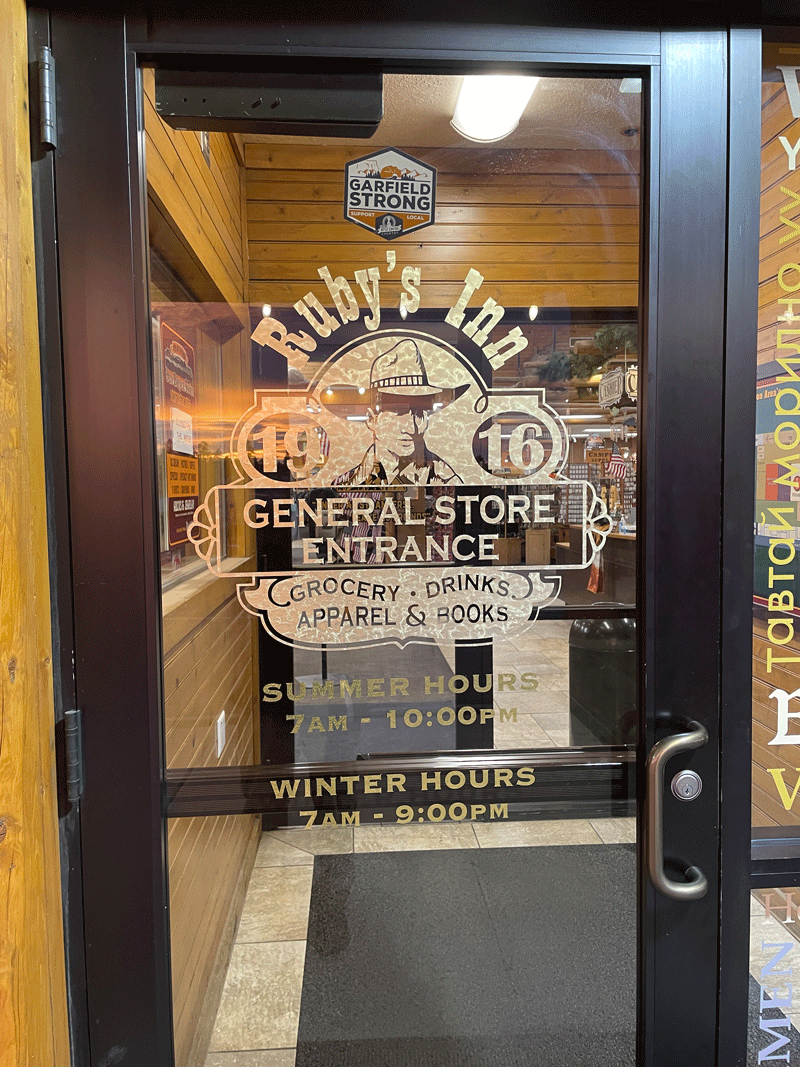 GARFIELD
STRONG
SUPPORT LOCAL
Ruby's Inn
19 16
GENERAL STORE
ENTRANCE
GROCERY · DRINKS
APPAREL & BOOKS
SUMMER HOURS
7AM - 10:00PM
WINTER HOURS
7AM - 9:00PM
Тавтай морилно уу